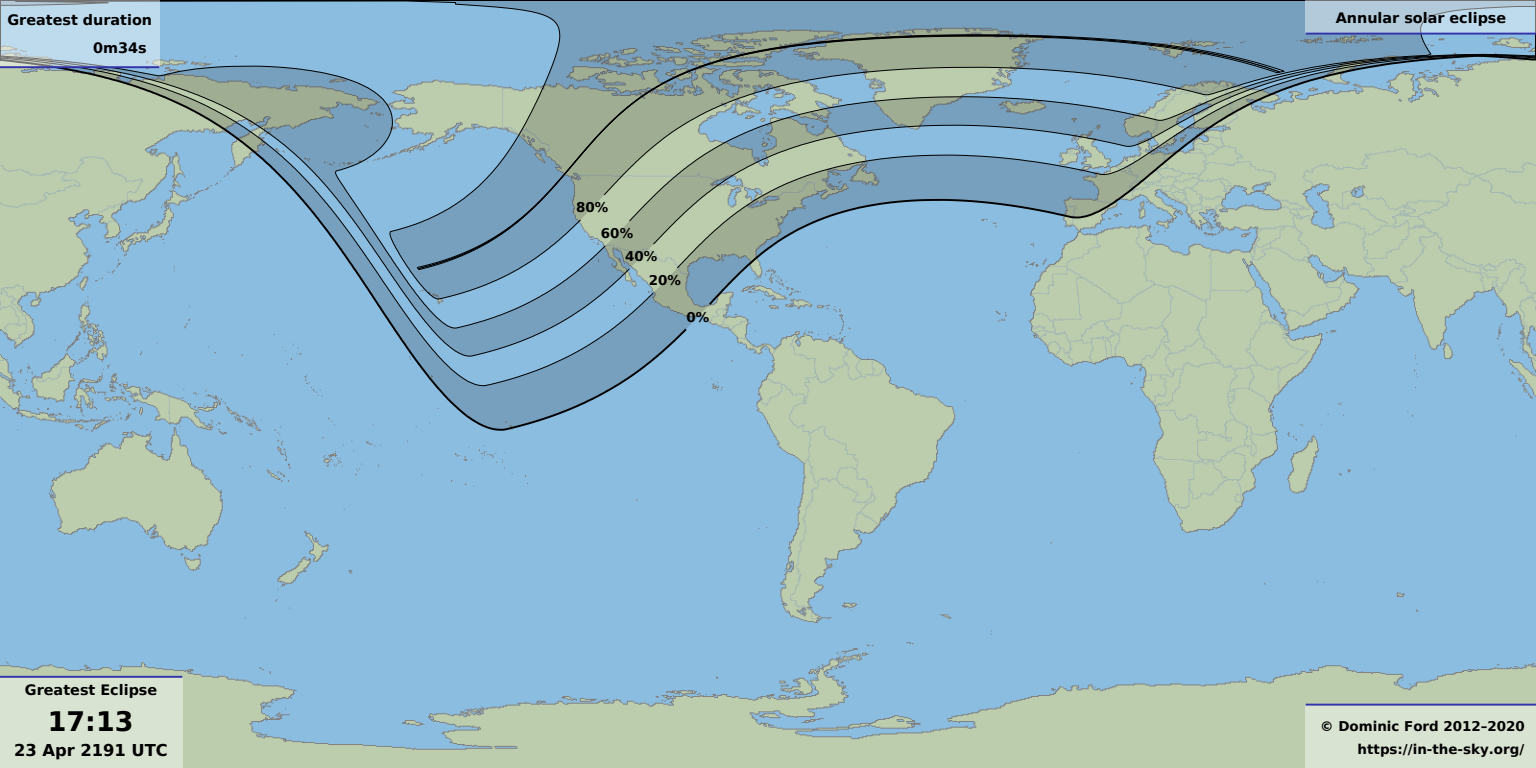 Greatest duration
0m34s
Annular solar eclipse
80%
60%
40%
20%
0%
Greatest Eclipse
17:13
23 Apr 2191 UTC
© Dominic Ford 2012–2020
https://in-the-sky.org/